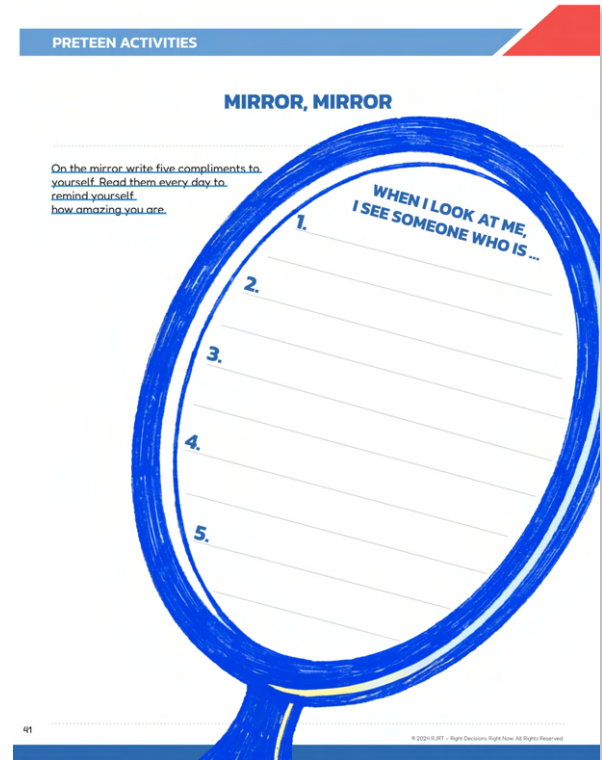 PRETEEN ACTIVITIES
MIRROR, MIRROR
On the mirror write five compliments to
yourself. Read them every day to
remind yourself
how amazing you are.
WHEN I LOOK AT ME,
I SEE SOMEONE WHO IS ...
1.
2.
3.
4.
5.
41
© 2024 RJRT – Right Decisions Right Now. All Rights Reserved.